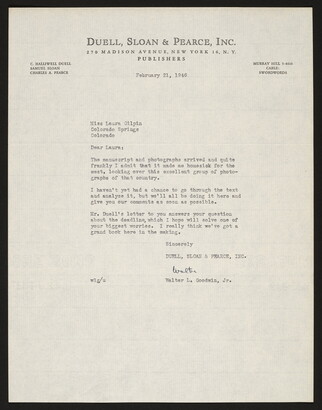 DUELL, SLOAN & PEARCE, INC.
270 MADISON AVENUE, NEW YORK 16, N. Y.
PUBLISHERS
C. HALLIWELL DUELL
SAMUEL SLOAN
CHARLES A. PEARCE
MURRAY HILL
CABLE:
February 21, 1948
Miss Laura Gilpin
Colorado Springs
Colorado
Dear Laura:
The manuscript and photographs arrived and quite
frankly I admit that it made me homesick for the
west, looking over this excellent group of photo-
graphs of that country.
I haven't yet had a chance to go through the text
and analyze it, but we'll all be doing it here and
give you our comments as soon as possible.
Mr. Duell's letter to you answers your question
about the deadline, which I hope will solve one of
your biggest worries. I really think we've got a
grand book here in the making.
Sincerely
DUELL, SLOAN & PEARCE, INC.
Walter
wlg/s
Walter L. Goodwin, Jr.